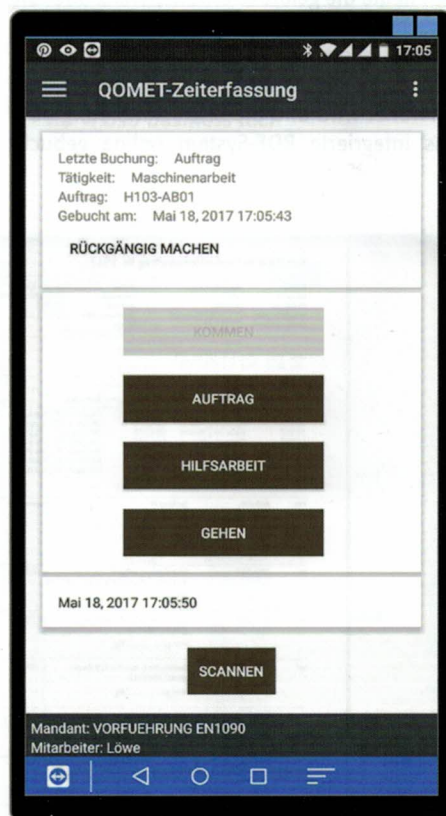 17:05
QOMET-Zeiterfassung
Letzte Buchung: Auftrag
Tätigkeit: Maschinenarbeit
Auftrag: H103-AB01
Gebucht am: Mai 18, 2017 17:05:43
RÜCKGÄNGIG MACHEN
KOMMEN
AUFTRAG
HILFSARBEIT
GEHEN
Mai 18, 2017 17:05:50
SCANNEN
Mandant: VORFUEHRUNG EN1090
Mitarbeiter: Löwe